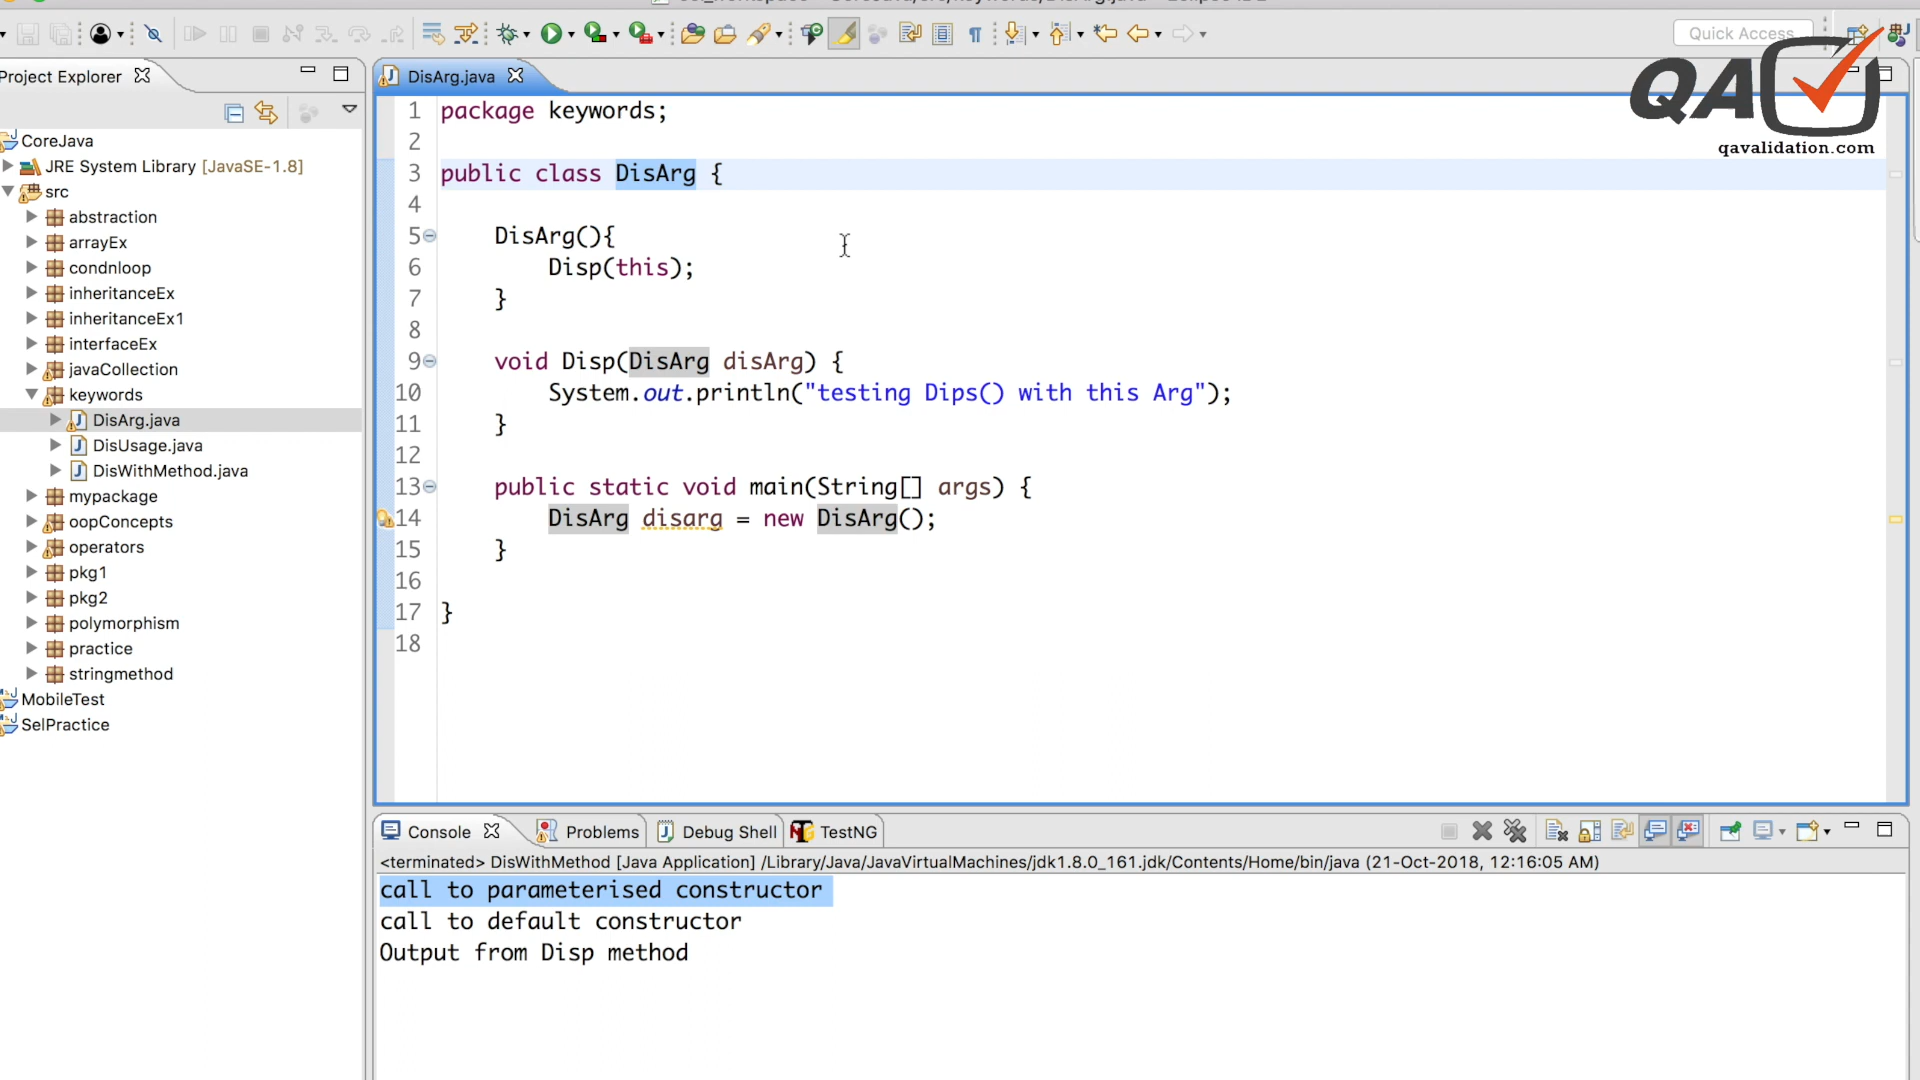 Quick Access
Project Explorer
DisArg.java
QA
qavalidation.com
CoreJava
JRE System Library [JavaSE-1.8]
src
abstraction
arrayEx
condnloop
inheritanceEx
inheritanceEx1
interfaceEx
javaCollection
keywords
DisArg.java
DisUsage.java
DisWithMethod.java
mypackage
oopConcepts
operators
pkg1
pkg2
polymorphism
practice
stringmethod
MobileTest
SelPractice
1 package keywords;
2
3 public class DisArg {
4
5 DisArg(){
6 Disp(this);
7 }
8
9 void Disp(DisArg disArg) {
10 System.out.println("testing Dips() with this Arg");
11 }
12
13 public static void main(String[] args) {
14 DisArg disarg = new DisArg();
15 }
16
17 }
18
Console Problems Debug Shell TestNG
<terminated> DisWithMethod [Java Application] /Library/Java/JavaVirtualMachines/jdk1.8.0_161.jdk/Contents/Home/bin/java (21-Oct-2018, 12:16:05 AM)
call to parameterised constructor
call to default constructor
Output from Disp method